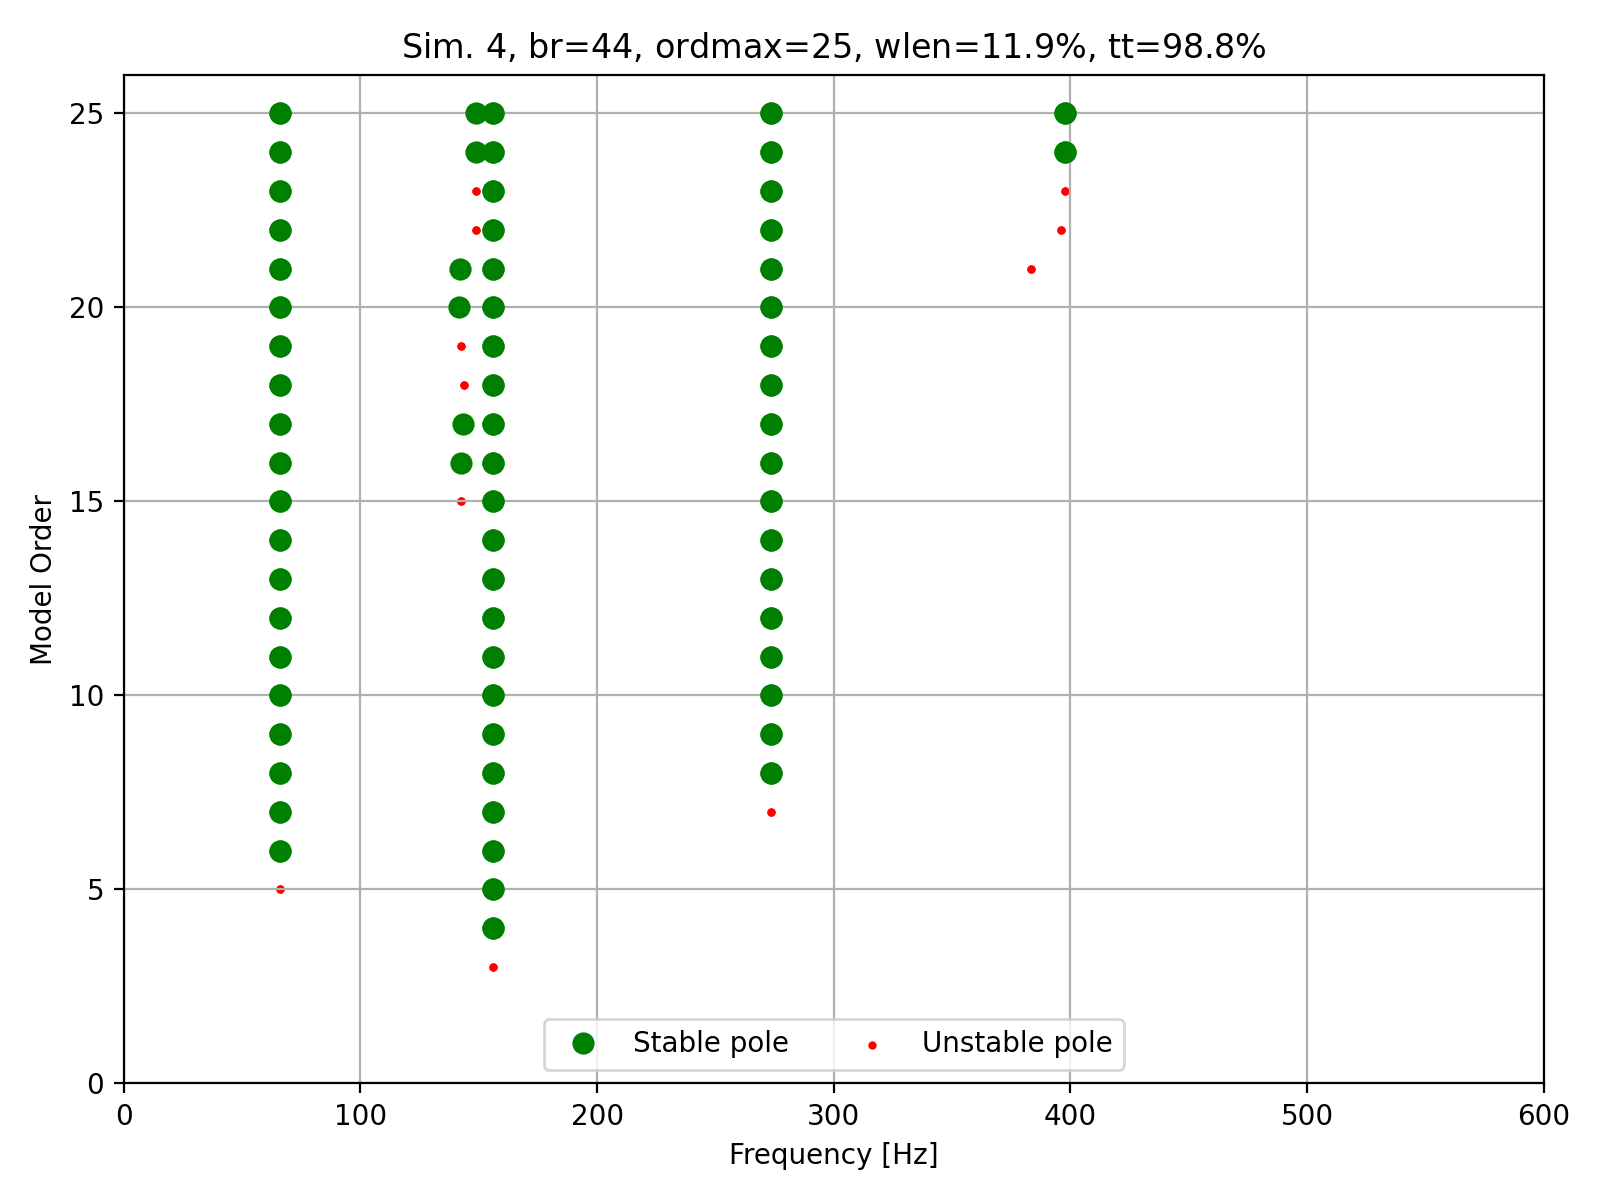 Sim. 4, br=44, ordmax=25, wlen=11.9%, tt=98.8%
25
20
15
10
5
0
Model Order
Stable pole Unstable pole
0 100 200 300 400 500 600
Frequency [Hz]